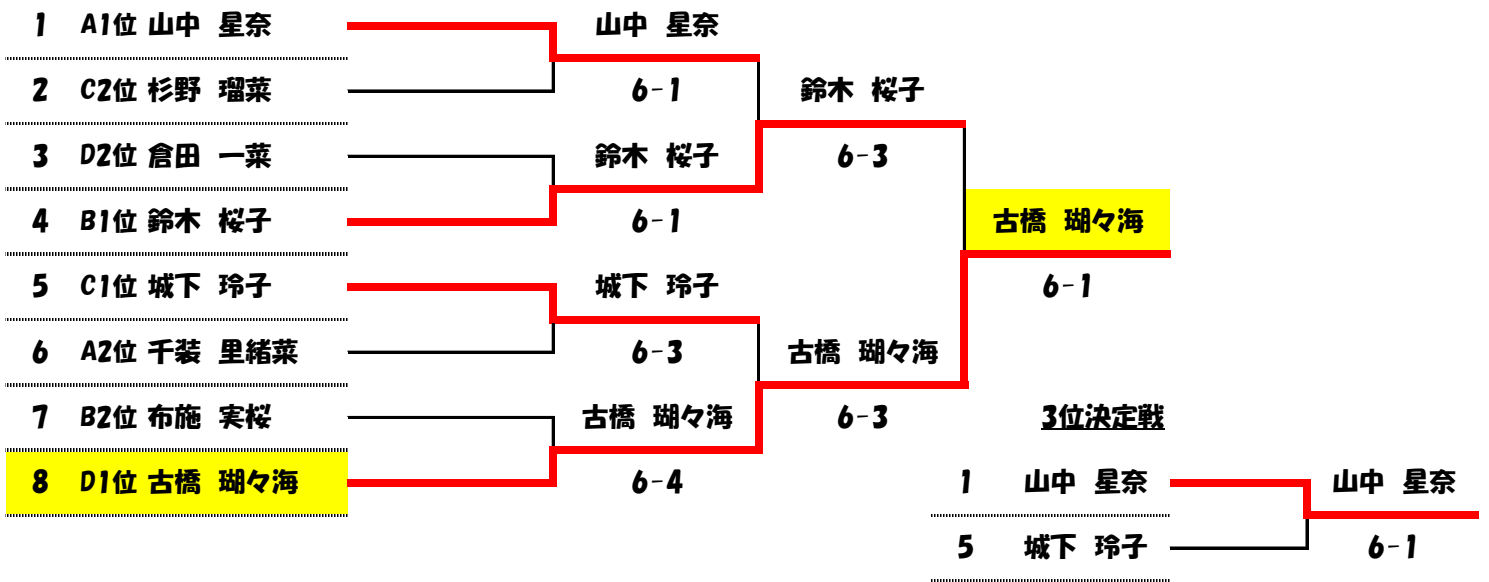 1 A1位 山中 星奈 山中 星奈
2 C2位 杉野 瑠菜 6-1 鈴木 桜子
3 D2位 倉田 一菜 鈴木 桜子 6-3
4 B1位 鈴木 桜子 6-1 古橋 瑚々海
5 C1位 城下 玲子 城下 玲子 6-1
6 A2位 千装 里緒菜 6-3 古橋 瑚々海
7 B2位 布施 実桜 古橋 瑚々海 6-3 3位決定戦
8 D1位 古橋 瑚々海 6-4 1 山中 星奈 山中 星奈
5 城下 玲子 6-1